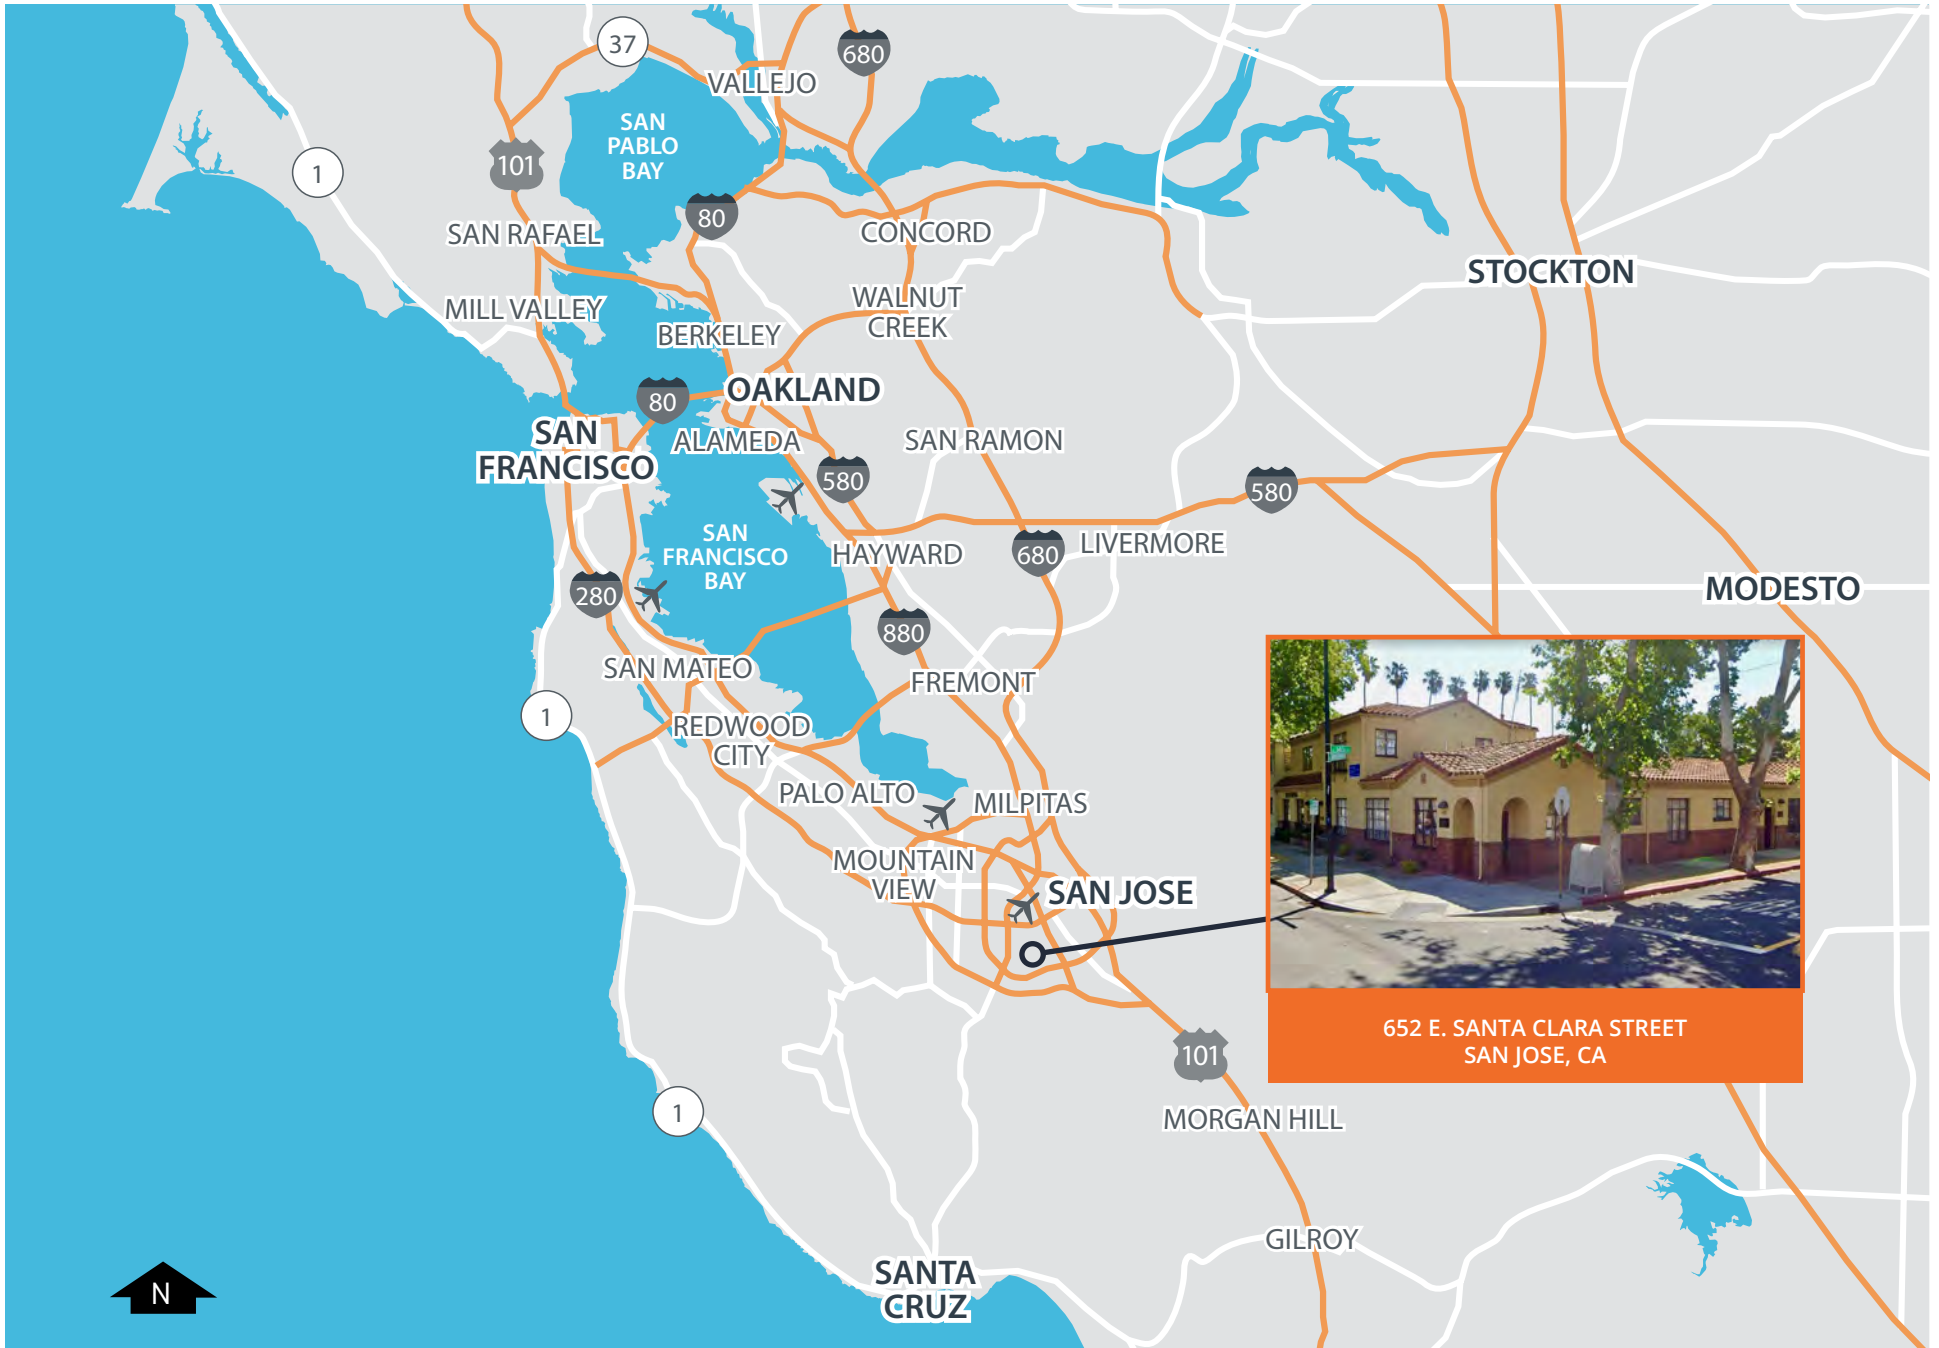 37
680
VALLEJO
SAN
PABLO
BAY
101
1
80
SAN RAFAEL
CONCORD
STOCKTON
MILL VALLEY
WALNUT
CREEK
BERKELEY
80
OAKLAND
SAN
FRANCISCO
ALAMEDA
SAN RAMON
580
580
SAN
FRANCISCO
BAY
HAYWARD
680
LIVERMORE
280
MODESTO
880
SAN MATEO
FREMONT
1
REDWOOD
CITY
PALO ALTO
MILPITAS
MOUNTAIN
VIEW
SAN JOSE
652 E. SANTA CLARA STREET
SAN JOSE, CA
101
1
MORGAN HILL
GILROY
SANTA
CRUZ
N